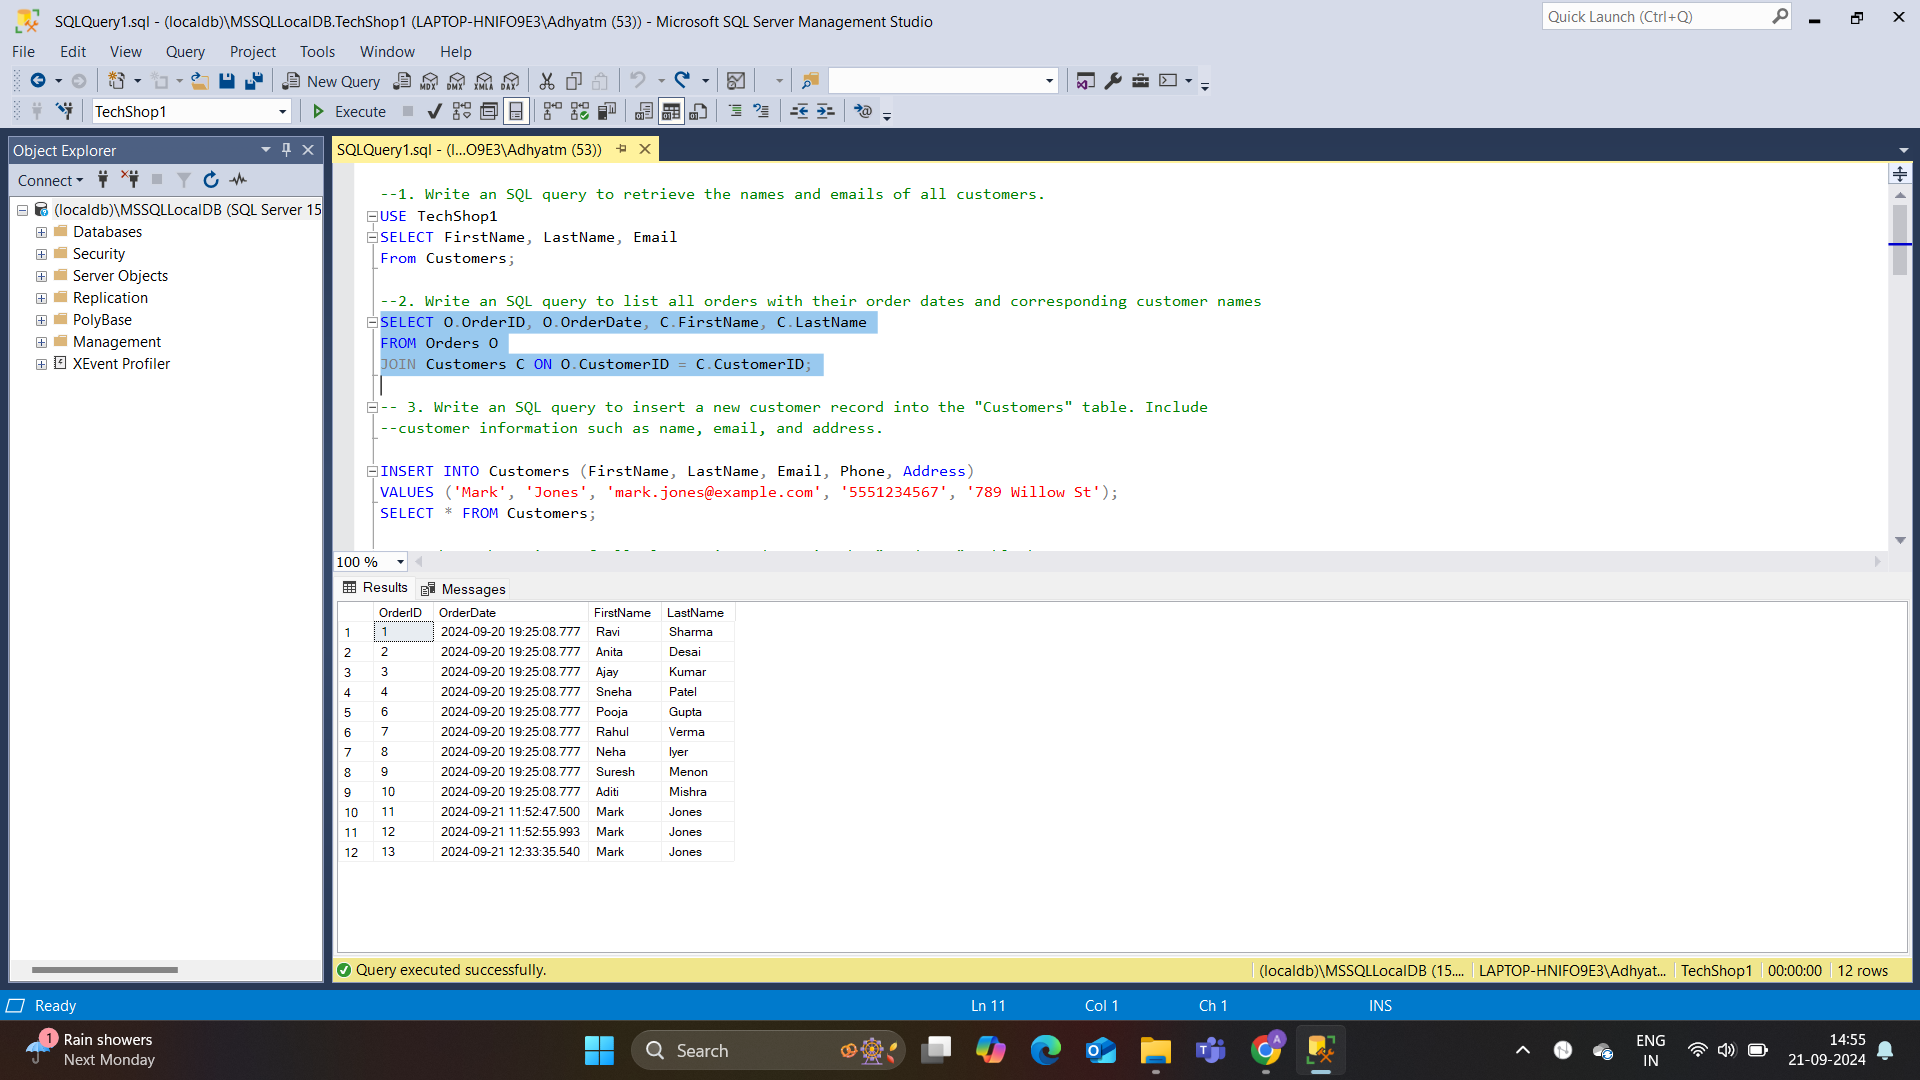 SQLQuery1.sql - (localdb)\MSSQLLocalDB.TechShop1 (LAPTOP-HNIFO9E3\Adhyatm (53)) - Microsoft SQL Server Management Studio
Quick Launch (Ctrl+Q)
File Edit View Query Project Tools Window Help
New Query
MDX DMX XMLA DAX
TechShop1
Execute
Object Explorer
SQLQuery1.sql - (l...O9E3\Adhyatm (53))
Connect
(localdb)\MSSQLLocalDB (SQL Server 15
Databases
Security
Server Objects
Replication
PolyBase
Management
XEvent Profiler
--1. Write an SQL query to retrieve the names and emails of all customers.
USE TechShop1
SELECT FirstName, LastName, Email
From Customers;
--2. Write an SQL query to list all orders with their order dates and corresponding customer names
SELECT O.OrderID, O.OrderDate, C.FirstName, C.LastName
FROM Orders O
JOIN Customers C ON O.CustomerID = C.CustomerID;
-- 3. Write an SQL query to insert a new customer record into the "Customers" table. Include
--customer information such as name, email, and address.
INSERT INTO Customers (FirstName, LastName, Email, Phone, Address)
VALUES ('Mark', 'Jones', 'mark.jones@example.com', '5551234567', '789 Willow St');
SELECT * FROM Customers;
100 %
Results Messages
OrderID OrderDate FirstName LastName
1 1 2024-09-20 19:25:08.777 Ravi Sharma
2 2 2024-09-20 19:25:08.777 Anita Desai
3 3 2024-09-20 19:25:08.777 Ajay Kumar
4 4 2024-09-20 19:25:08.777 Sneha Patel
5 6 2024-09-20 19:25:08.777 Pooja Gupta
6 7 2024-09-20 19:25:08.777 Rahul Verma
7 8 2024-09-20 19:25:08.777 Neha Iyer
8 9 2024-09-20 19:25:08.777 Suresh Menon
9 10 2024-09-20 19:25:08.777 Aditi Mishra
10 11 2024-09-21 11:52:47.500 Mark Jones
11 12 2024-09-21 11:52:55.993 Mark Jones
12 13 2024-09-21 12:33:35.540 Mark Jones
Query executed successfully.
(localdb)\MSSQLLocalDB (15.... LAPTOP-HNIFO9E3\Adhyat... TechShop1 00:00:00 12 rows
Ready Ln 11 Col 1 Ch 1 INS
1
Rain showers
Next Monday
Search
A
ENG
IN
14:55
21-09-2024